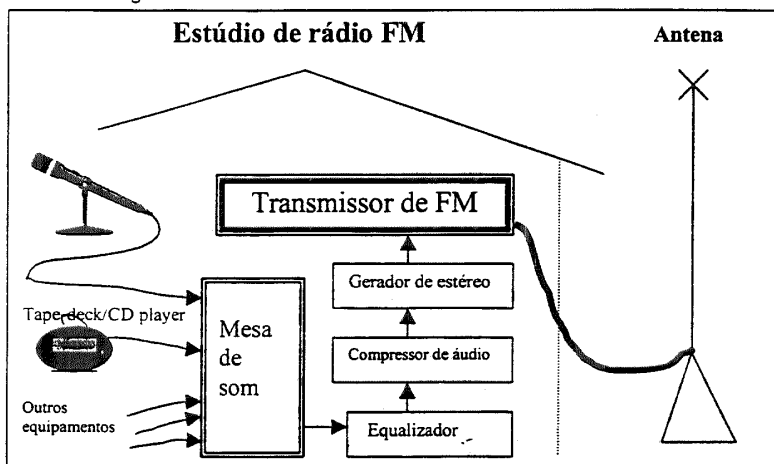 Estúdio de rádio FM
Antena
Transmissor de FM
Gerador de estéreo
Tape-deck/CD player
Mesa
de
som
Compressor de áudio
Outros
equipamentos
Equalizador